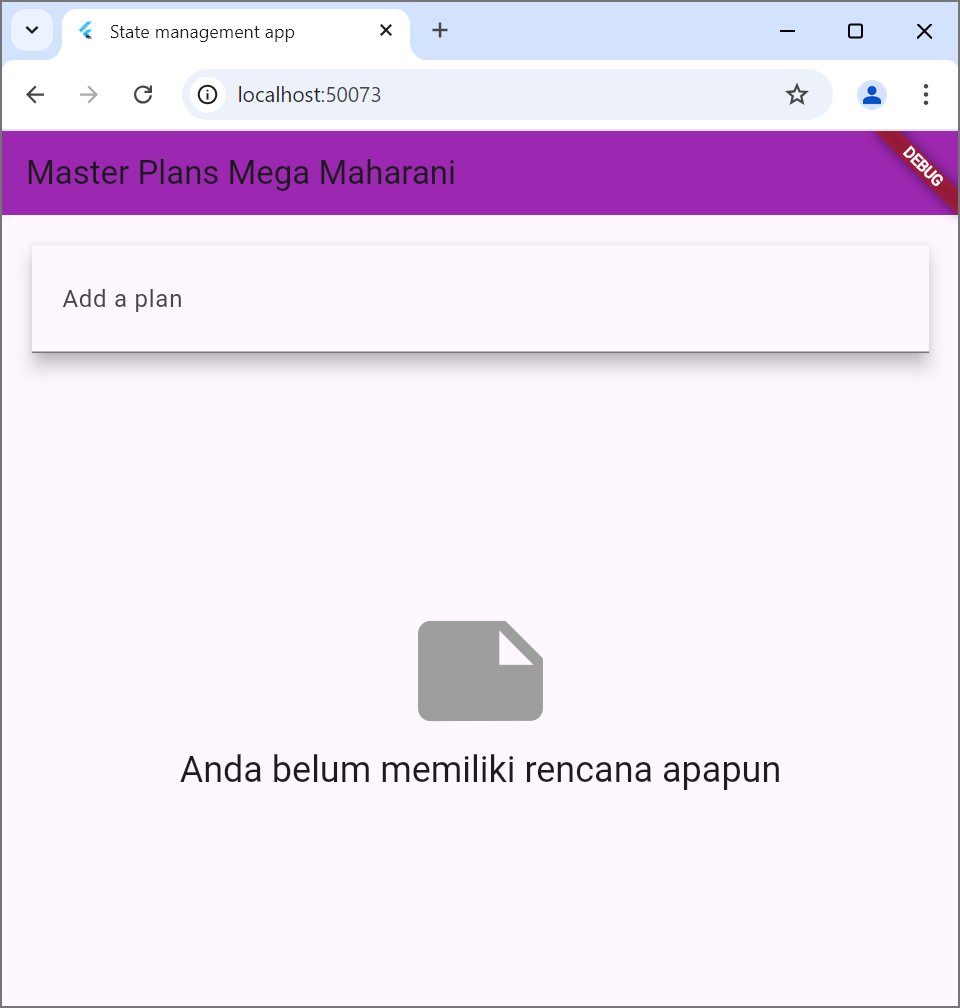 State management app
localhost:50073
Master Plans Mega Maharani
DEBUG
Add a plan
Anda belum memiliki rencana apapun